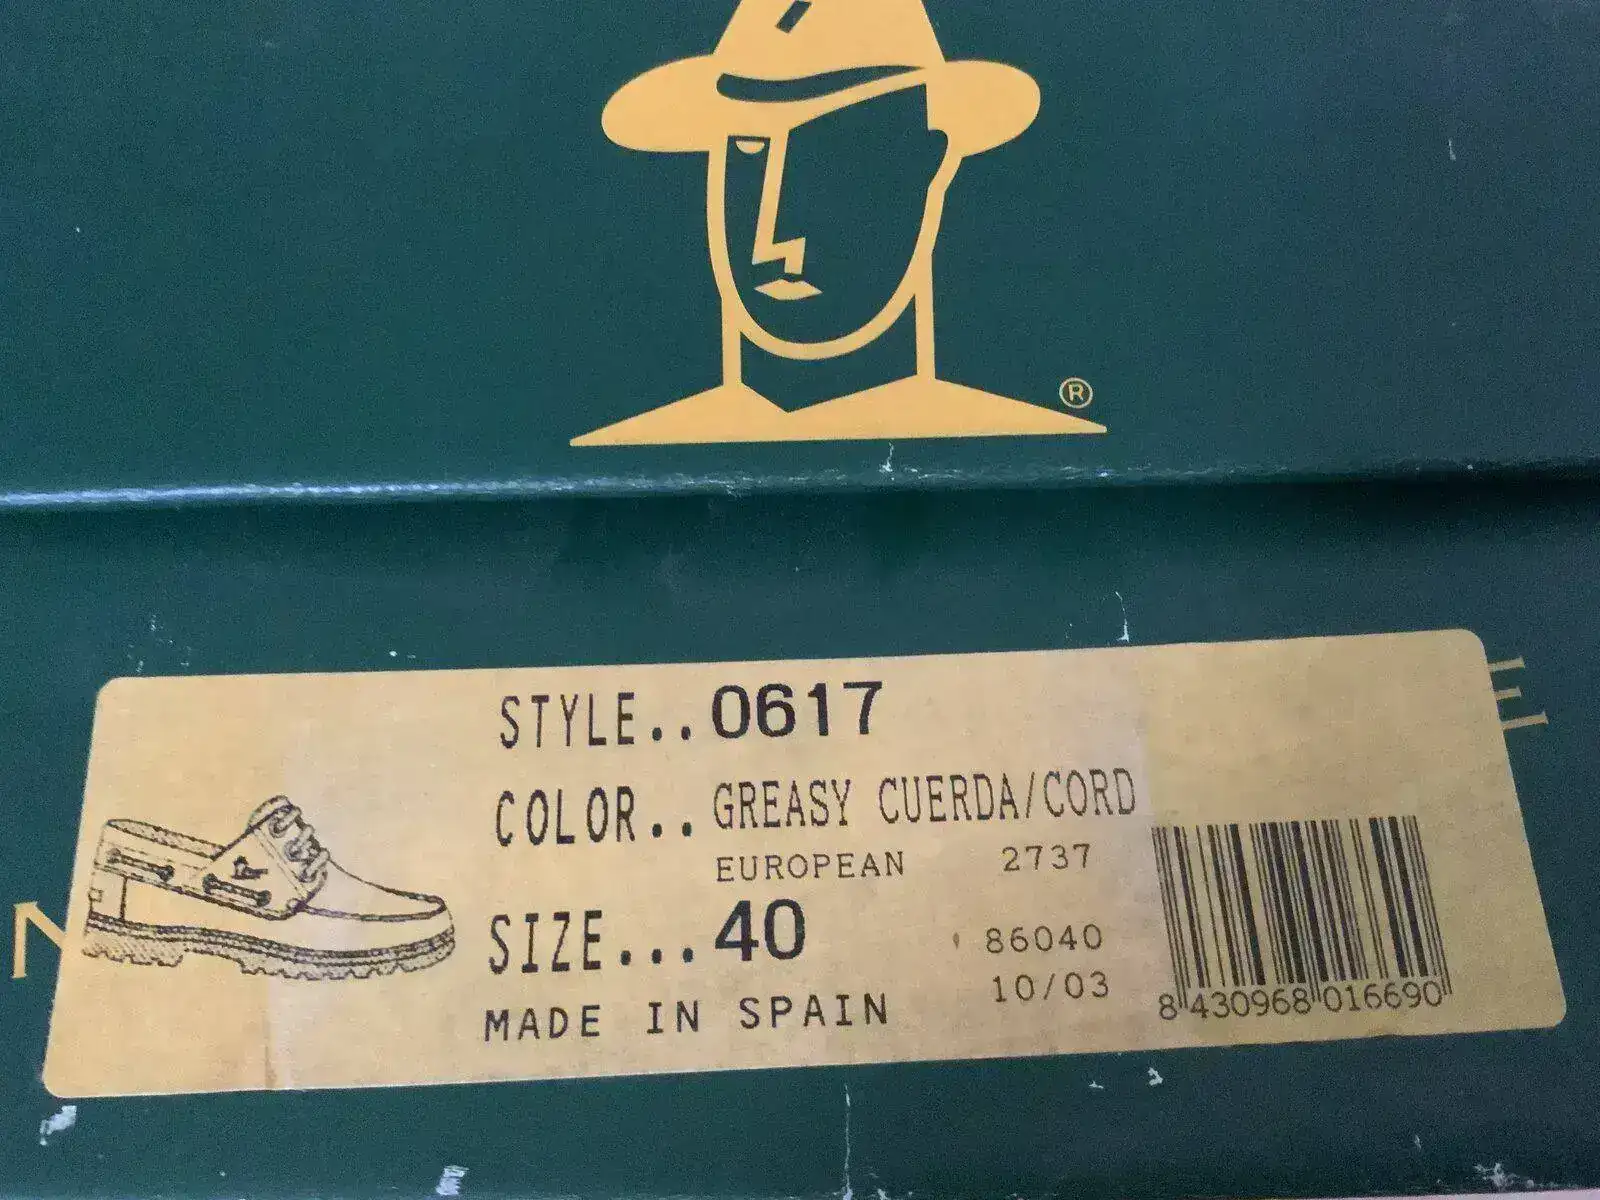 ®
STYLE..0617
COLOR..GREASY CUERDA/CORD
EUROPEAN 2737
SIZE...40 86040
MADE IN SPAIN 10/03
8 430968 016690
N E